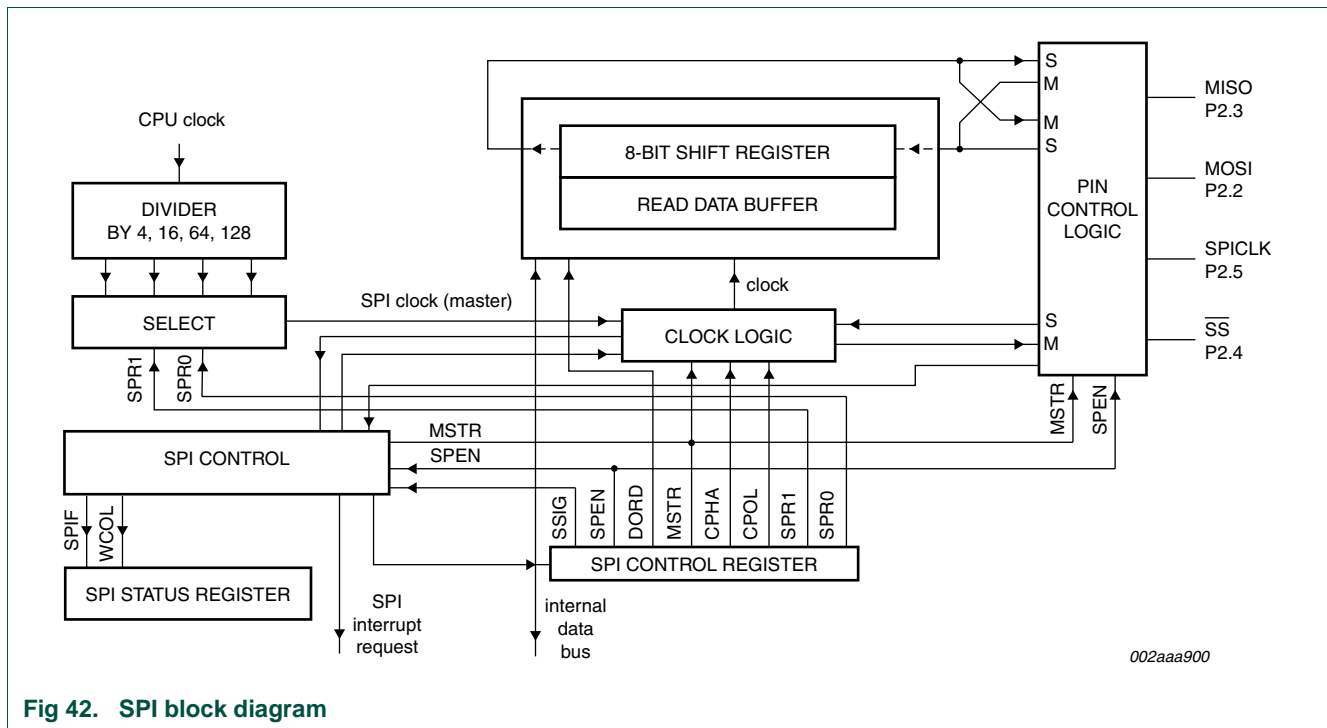 CPU clock
DIVIDER
BY 4, 16, 64, 128
SELECT
SPR1
SPR0
SPI clock (master)
8-BIT SHIFT REGISTER
READ DATA BUFFER
clock
CLOCK LOGIC
S
M
M
S
PIN
CONTROL
LOGIC
S
M
MISO
P2.3
MOSI
P2.2
SPICLK
P2.5
SS
P2.4
MSTR
SPEN
MSTR
SPEN
SPI CONTROL
SPIF
WCOL
SPI STATUS REGISTER
SSIG
SPEN
DORD
MSTR
CPHA
CPOL
SPR1
SPR0
SPI CONTROL REGISTER
SPI
interrupt
request
internal
data
bus
002aaa900
Fig 42. SPI block diagram